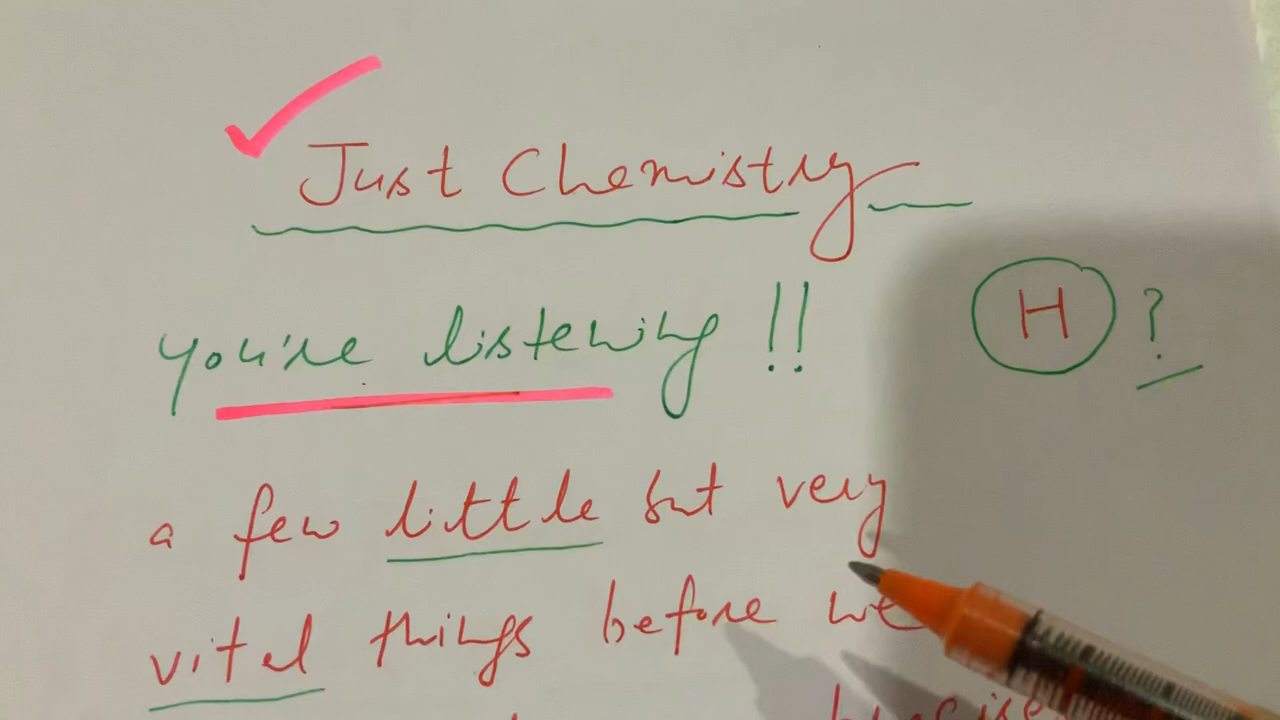 Just Chemistry
you're listening !!
H ?
a few little but very
vital things before we